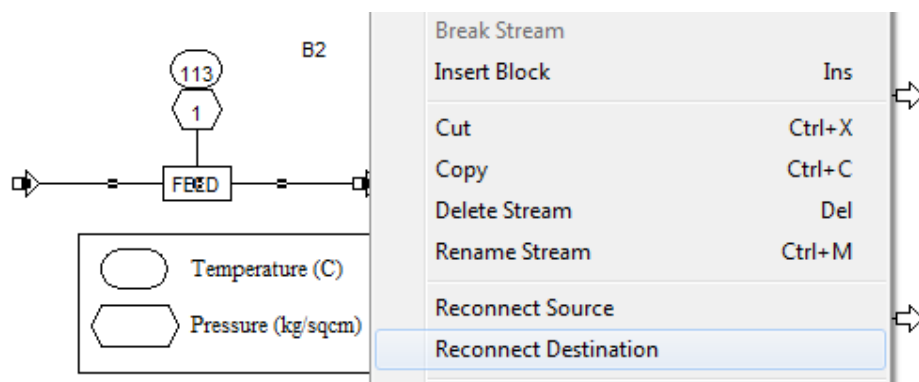 B2
113
1
FEED
Temperature (C)
Pressure (kg/sqcm)
Break Stream
Insert Block Ins
Cut Ctrl+X
Copy Ctrl+C
Delete Stream Del
Rename Stream Ctrl+M
Reconnect Source
Reconnect Destination